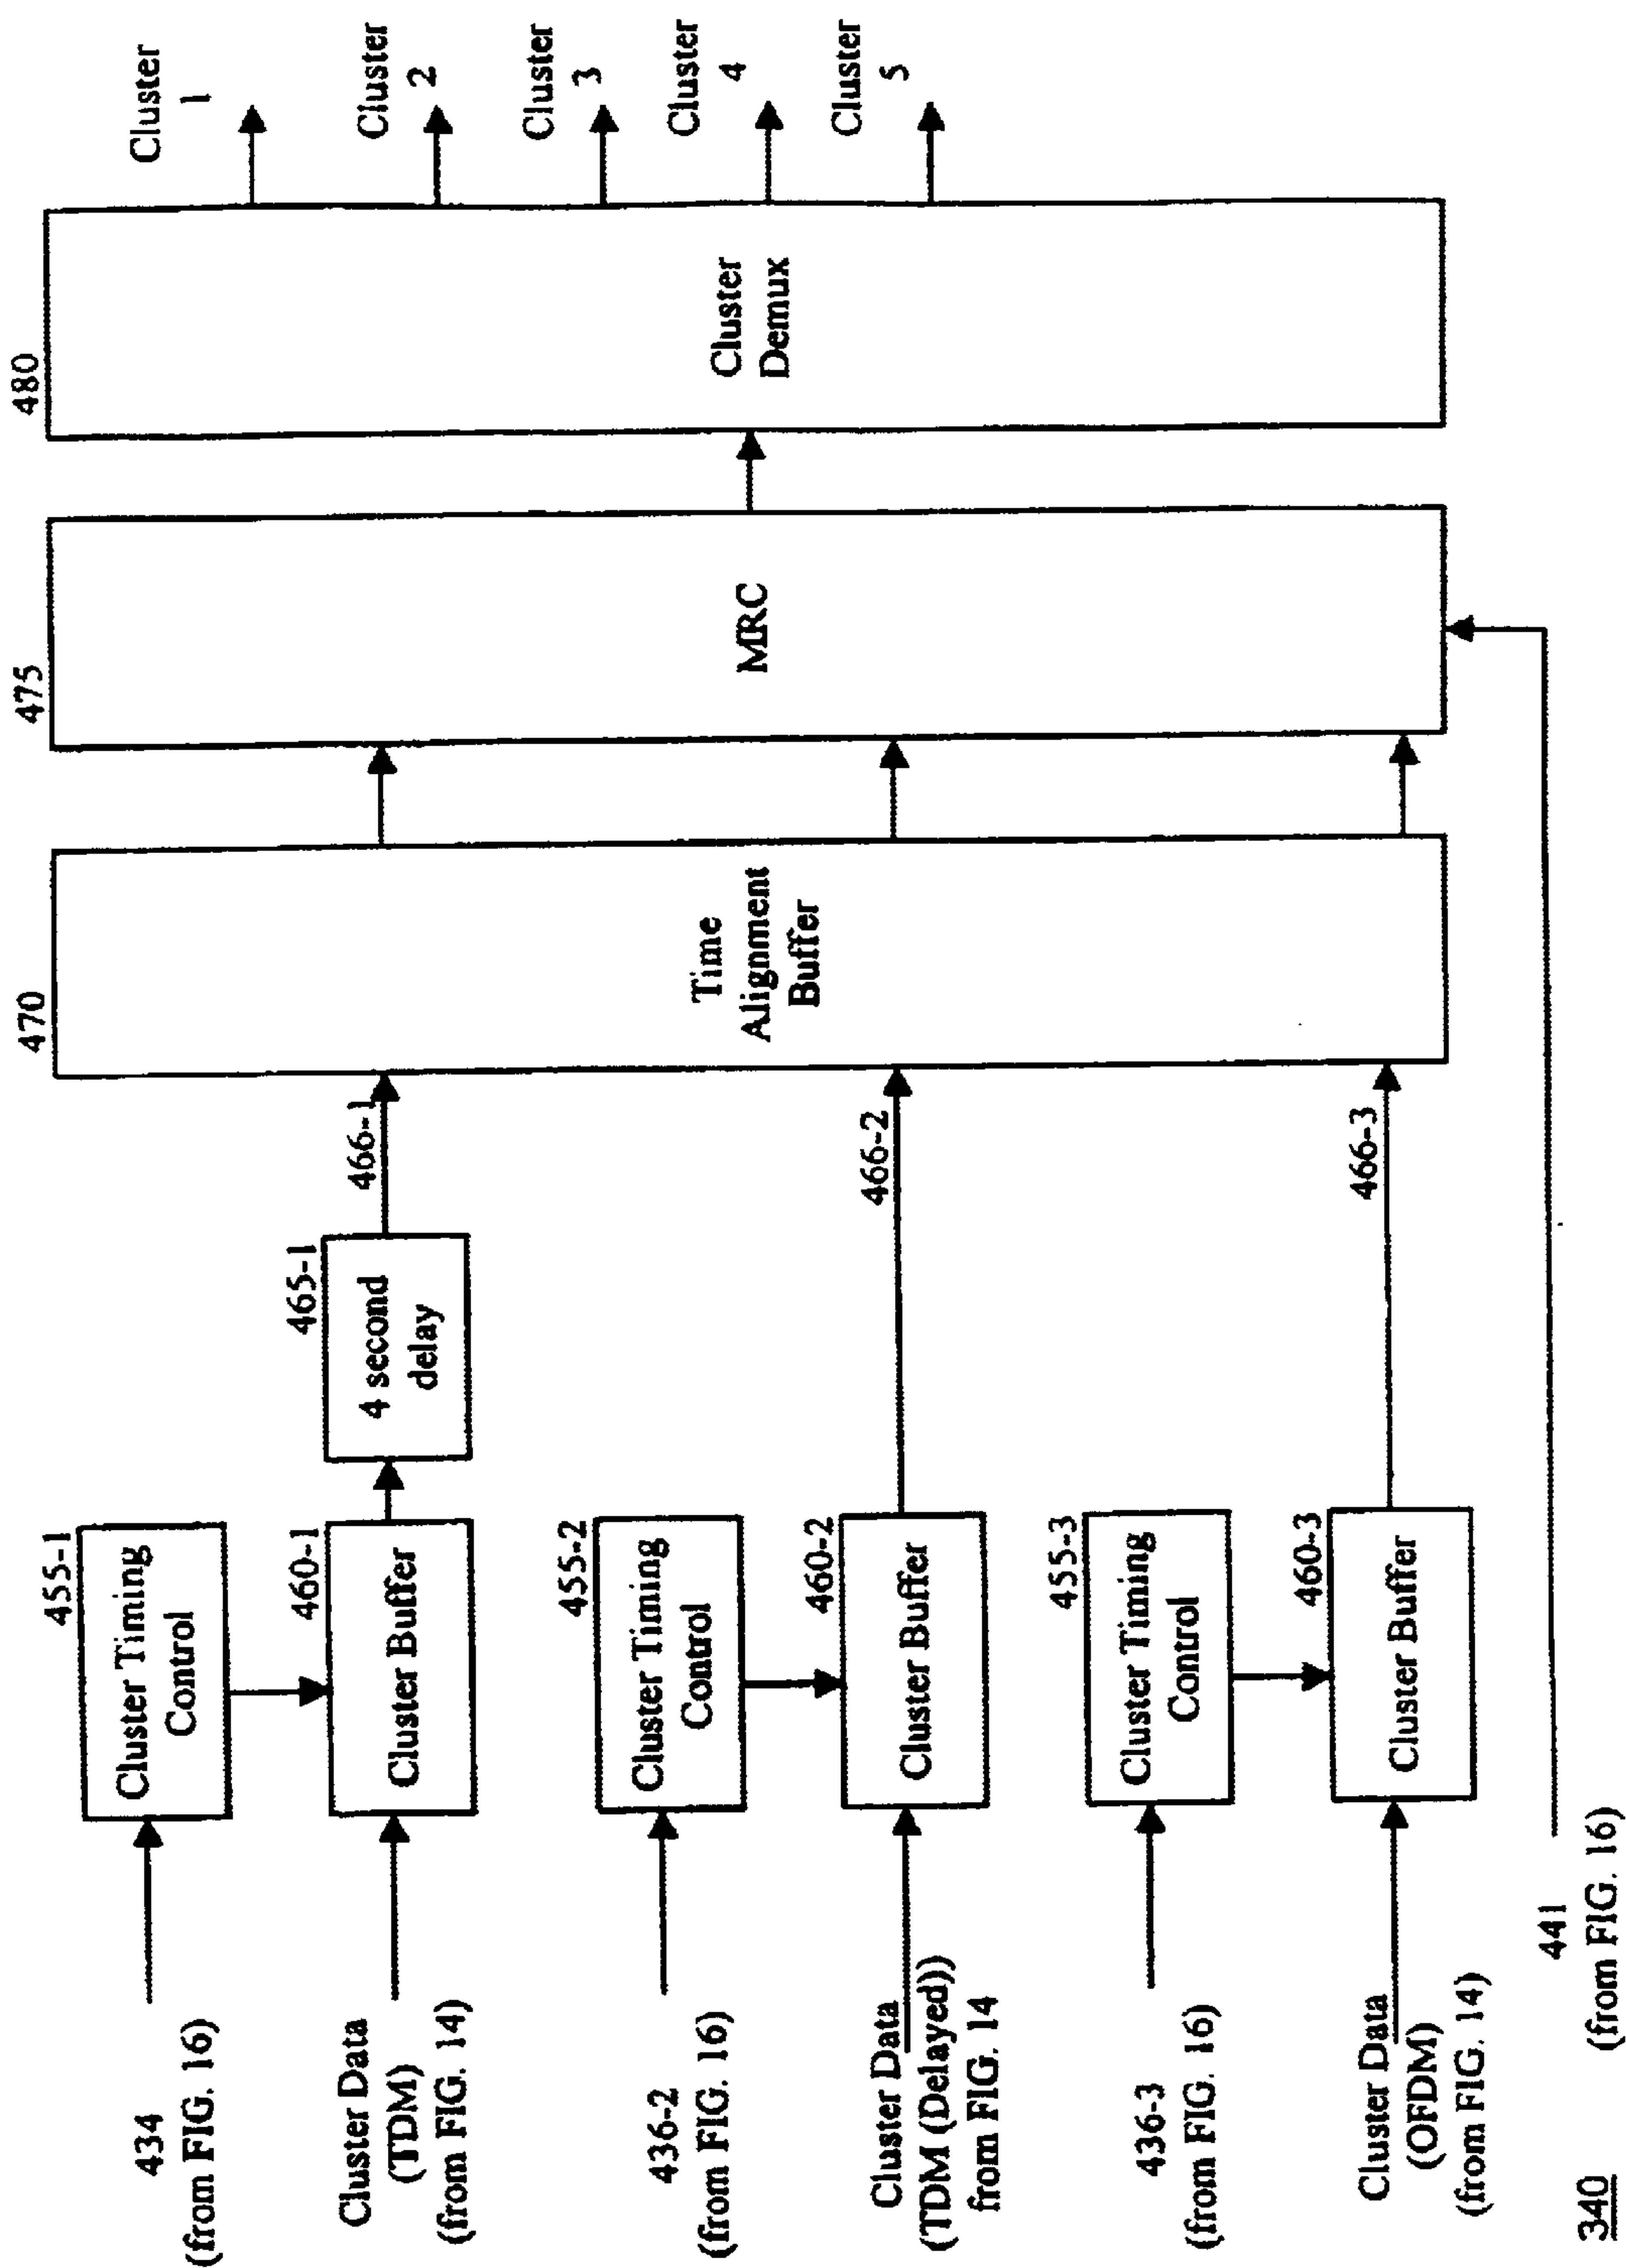 434
(from FIG. 16)
Cluster Data
(TDM)
(from FIG. 14)
436-2
(from FIG. 16)
Cluster Data
(TDM (Delayed))
from FIG. 14
436-3
(from FIG. 16)
Cluster Data
(OFDM)
(from FIG. 14)
441
(from FIG. 16)
340
455-1
Cluster Timing
Control
460-1
Cluster Buffer
455-2
Cluster Timing
Control
460-2
Cluster Buffer
455-3
Cluster Timing
Control
460-3
Cluster Buffer
465-1
4 second
delay
466-1
466-2
466-3
470
Time
Alignment
Buffer
475
MRC
480
Cluster
Demux
Cluster
1
Cluster
2
Cluster
3
Cluster
4
Cluster
5